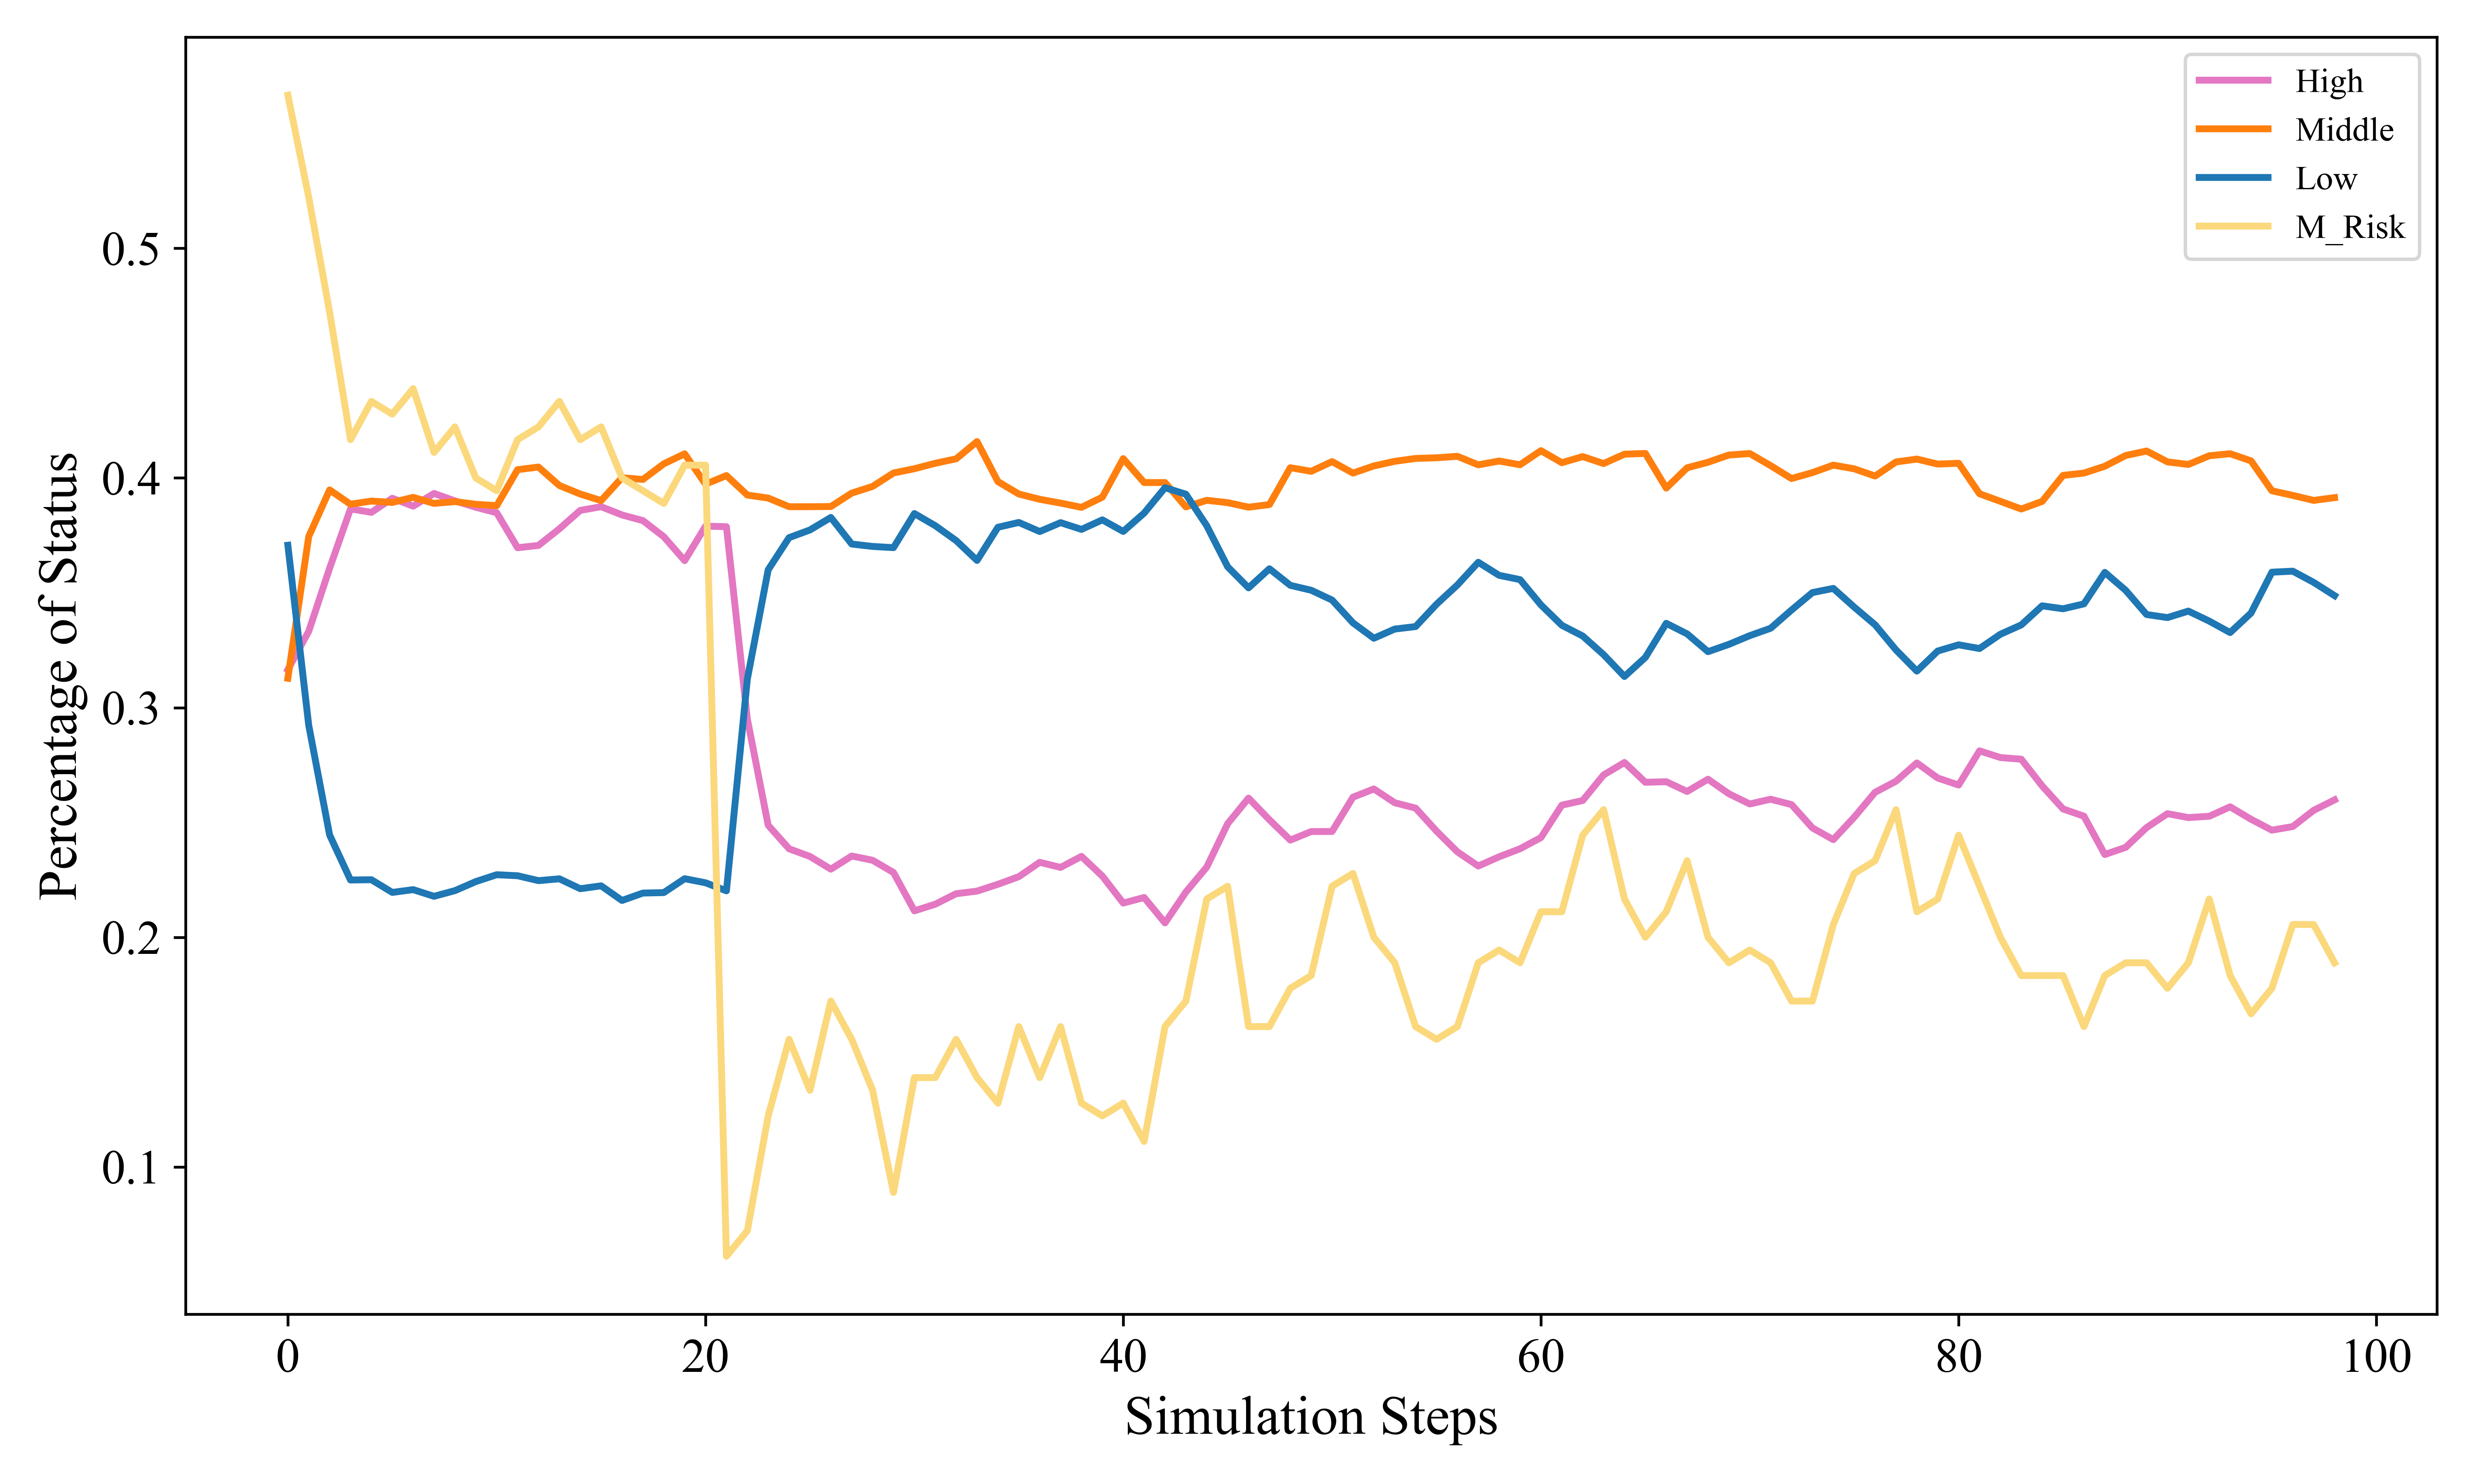 High
Middle
Low
M_Risk
Percentage of Status
0.5
0.4
0.3
0.2
0.1
0
20
40
60
80
100
Simulation Steps